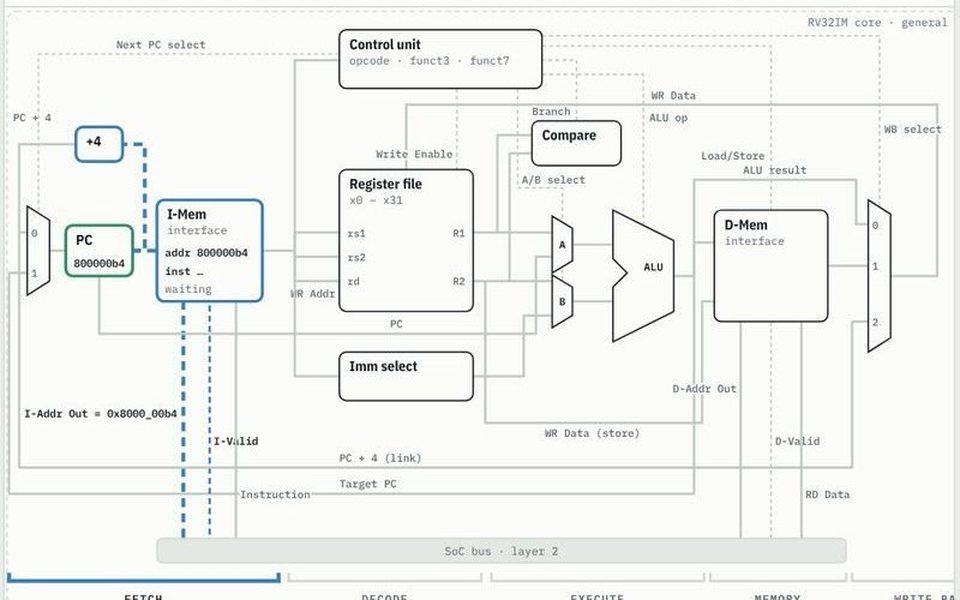 RV32IM core · general
Control unit
opcode · funct3 · funct7
Next PC select
WR Data
PC + 4
ALU op
Branch
Compare
WB select
+4
Write Enable
Load/Store
ALU result
Register file
x0 – x31
A/B select
I-Mem
interface
addr 800000b4
inst …
waiting
D-Mem
interface
PC
800000b4
0
1
rs1
rs2
rd
R1
R2
A
B
ALU
0
1
2
WR Addr
PC
Imm select
D-Addr Out
I-Addr Out = 0x8000_00b4
I-Valid
WR Data (store)
D-Valid
PC + 4 (link)
Target PC
Instruction
RD Data
SoC bus · layer 2
FETCH
DECODE
EXECUTE
MEMORY